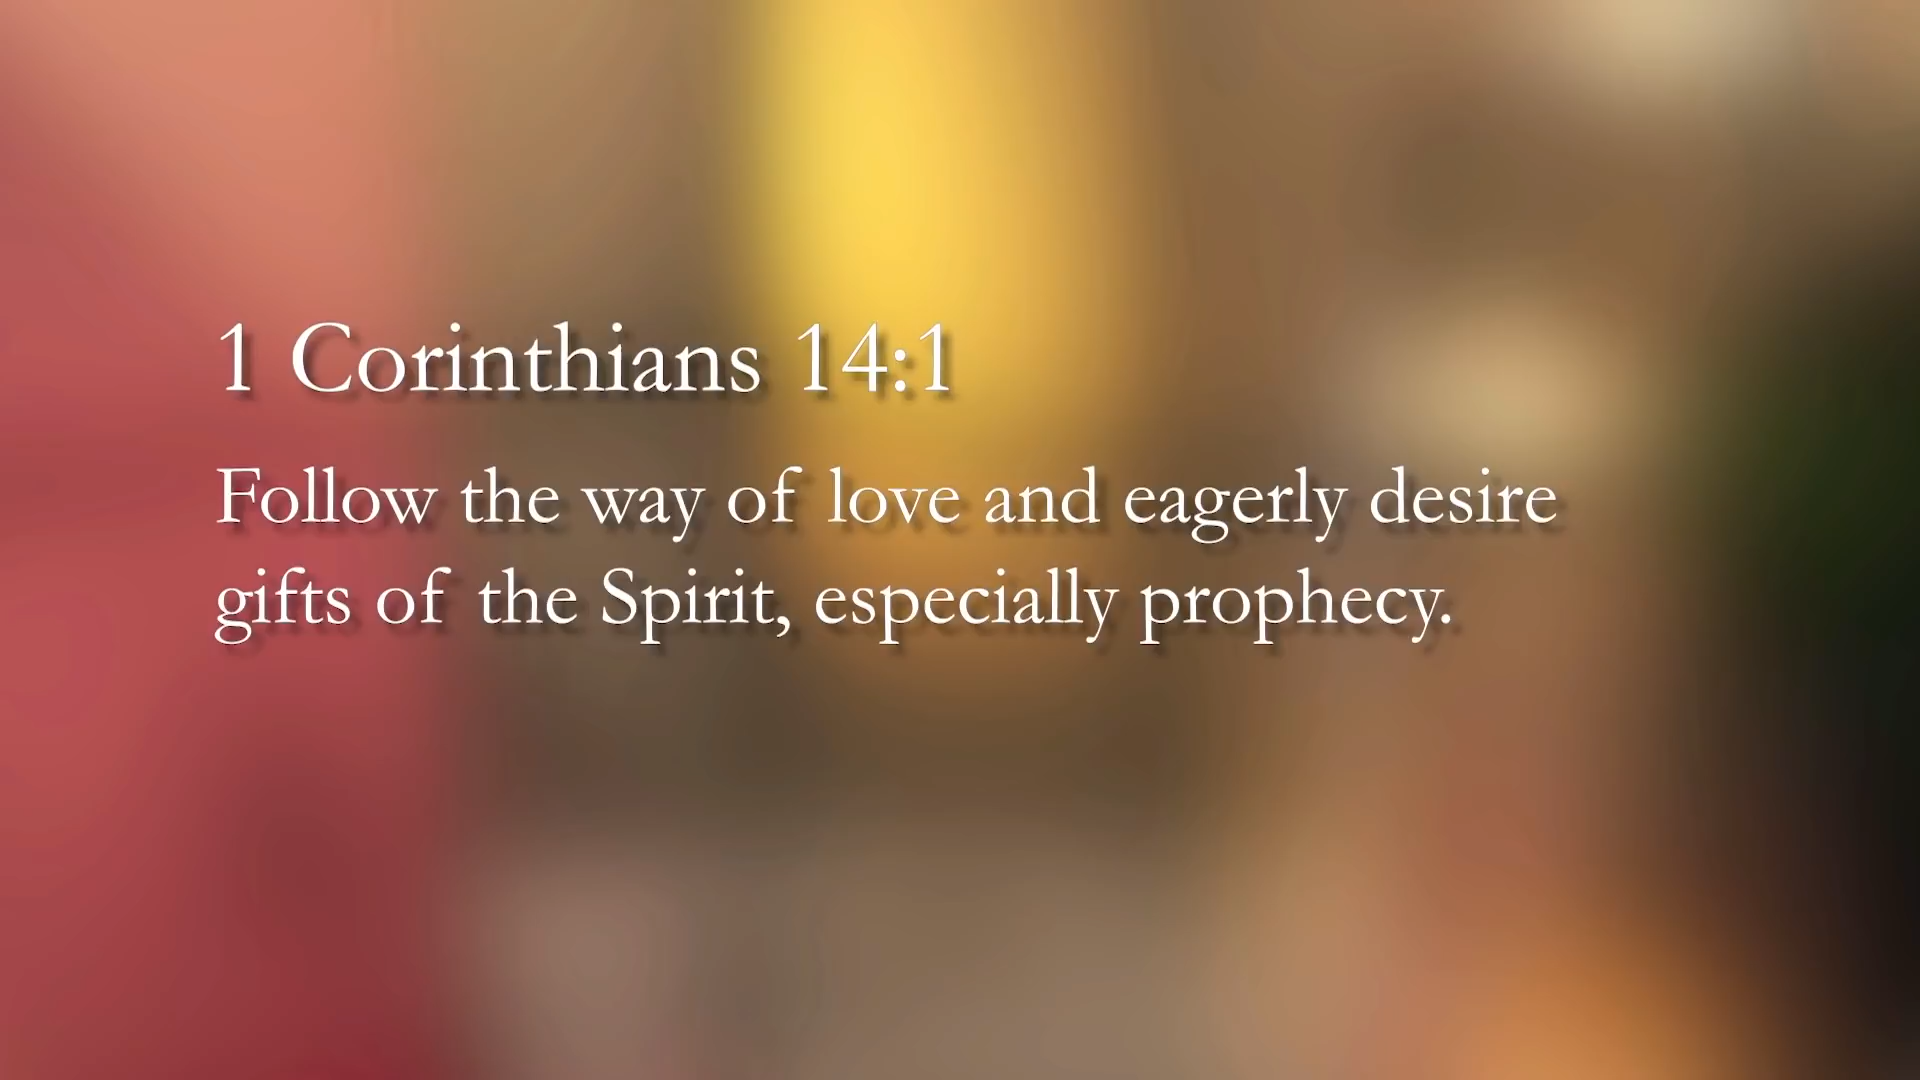 1 Corinthians 14:1
Follow the way of love and eagerly desire
gifts of the Spirit, especially prophecy.